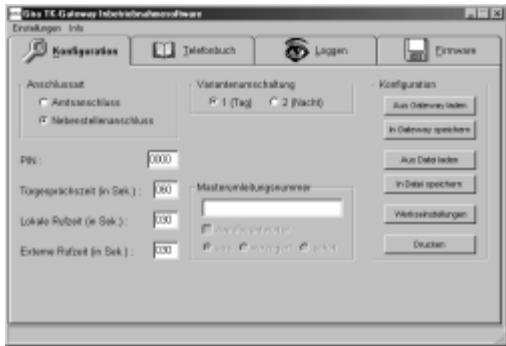 Gira TK-Gateway Inbetriebnahmesoftware
Einstellungen Info
Konfiguration
Telefonbuch
Loggen
Firmware
Anschlussart
Amtsanschluss
Nebenstellenanschluss
Variantenumschaltung
1 (Tag) 2 (Nacht)
Konfiguration
Aus Gateway laden
In Gateway speichern
Aus Datei laden
In Datei speichern
Werkseinstellungen
Drucken
PIN : 0000
Türgesprächszeit (in Sek.) : 060
Lokale Rufzeit (in Sek.) : 030
Externe Rufzeit (in Sek.) : 030
Masterumleitungsnummer